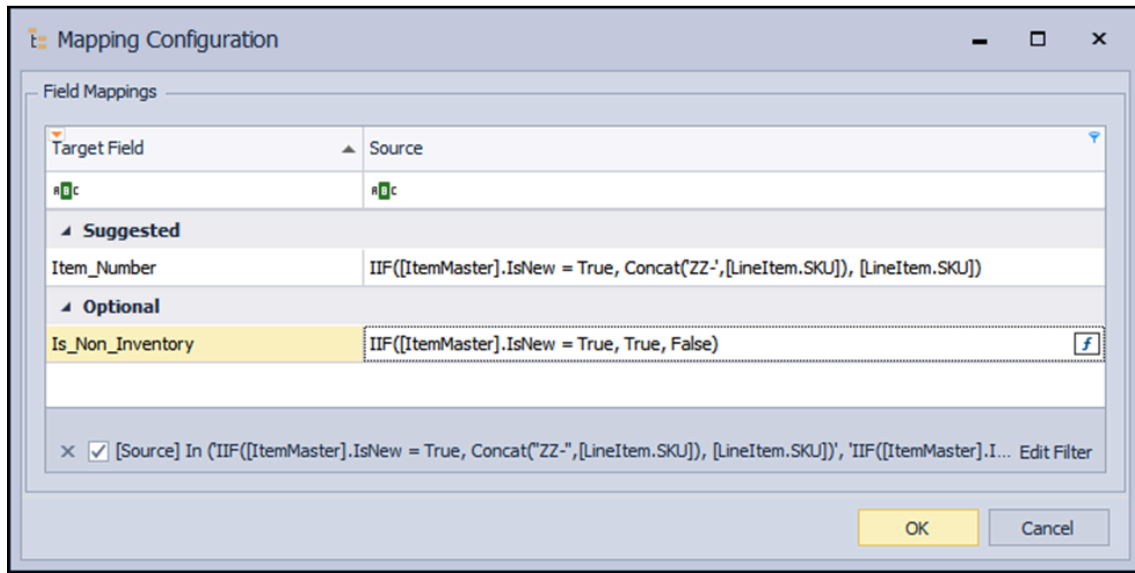 Mapping Configuration
Field Mappings
Target Field Source
ABC ABC
Suggested
Item_Number IIF([ItemMaster].IsNew = True, Concat('ZZ-',[LineItem.SKU]), [LineItem.SKU])
Optional
Is_Non_Inventory IIF([ItemMaster].IsNew = True, True, False)
[Source] In ('IIF([ItemMaster].IsNew = True, Concat(''ZZ-'',[LineItem.SKU]), [LineItem.SKU])', 'IIF([ItemMaster].I... Edit Filter
OK Cancel